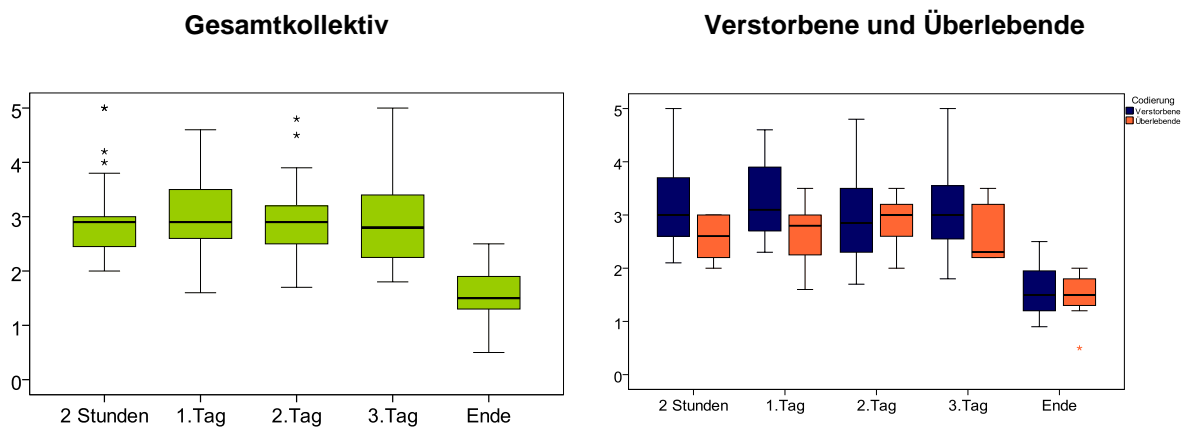 Gesamtkollektiv
5
4
3
2
1
0
2 Stunden 1.Tag 2.Tag 3.Tag Ende
Verstorbene und Überlebende
5
4
3
2
1
0
2 Stunden 1.Tag 2.Tag 3.Tag Ende
Codierung
Verstorbene
Überlebende